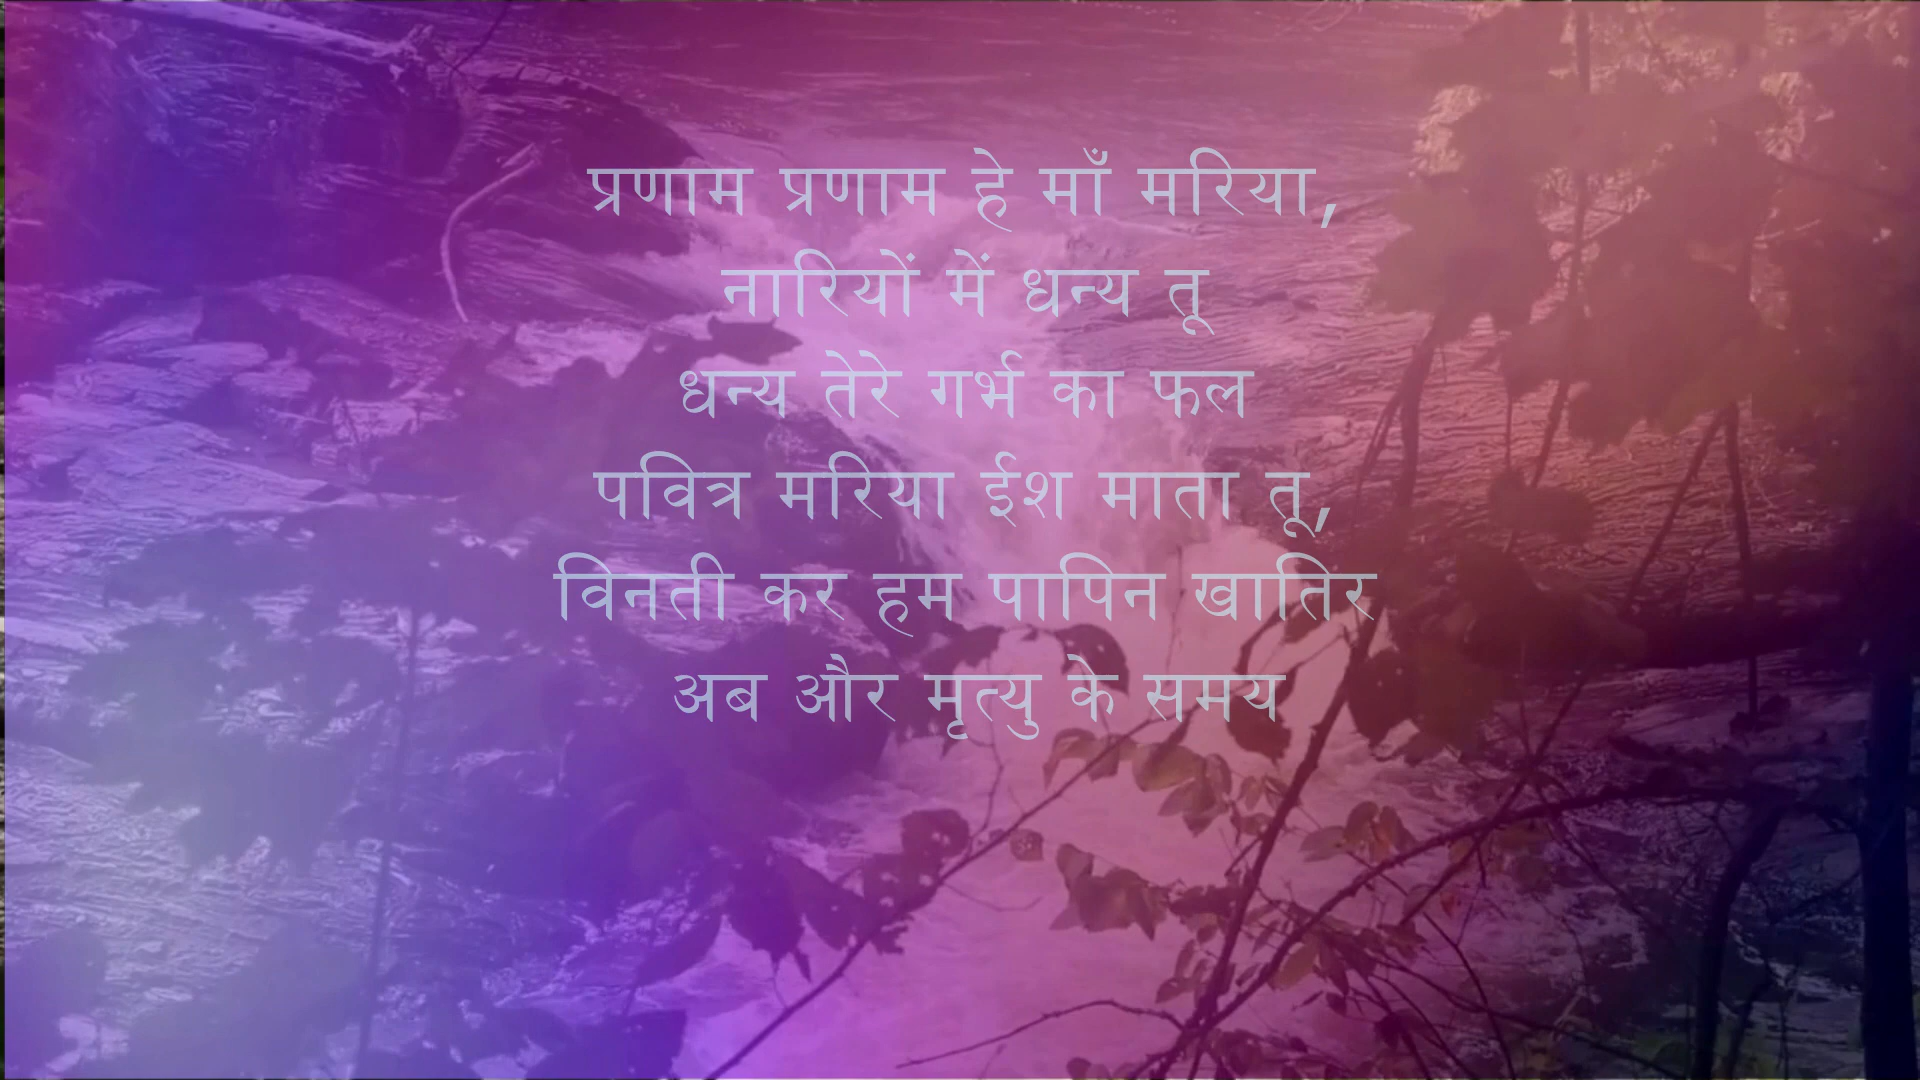 प्रणाम प्रणाम हे माँ मरिया,
नारियों में धन्य तू
धन्य तेरे गर्भ का फल
पवित्र मरिया ईश माता तू,
विनती कर हम पापिन खातिर
अब और मृत्यु के समय